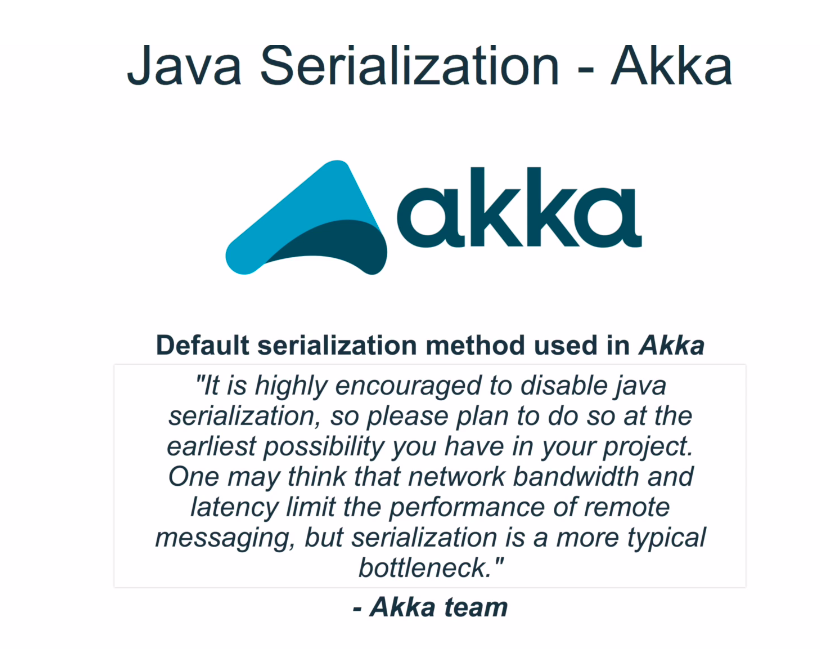 Java Serialization - Akka
akka
Default serialization method used in Akka
"It is highly encouraged to disable java
serialization, so please plan to do so at the
earliest possibility you have in your project.
One may think that network bandwidth and
latency limit the performance of remote
messaging, but serialization is a more typical
bottleneck."
- Akka team